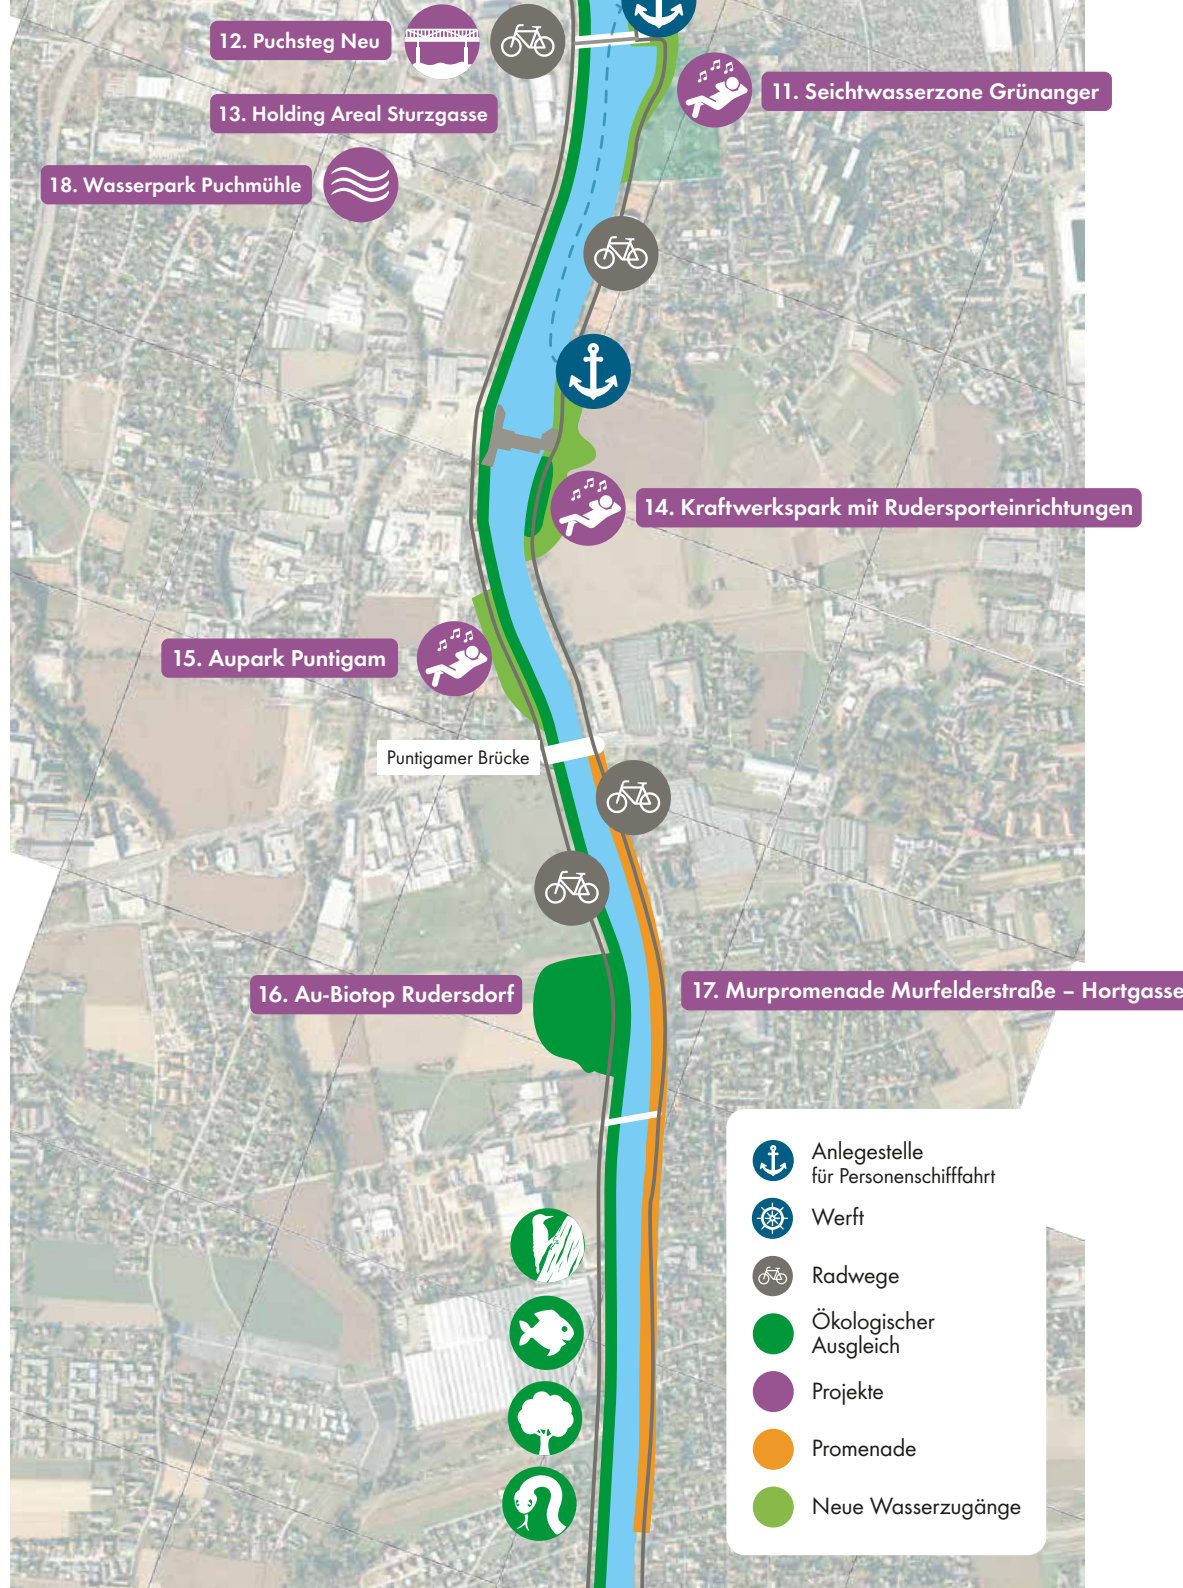 12. Puchsteg Neu
11. Seichtwasserzone Grünanger
13. Holding Areal Sturzgasse
18. Wasserpark Puchmühle
14. Kraftwerkspark mit Rudersporteinrichtungen
15. Aupark Puntigam
Puntigamer Brücke
16. Au-Biotop Rudersdorf
17. Murpromenade Murfelderstraße – Hortgasse
Anlegestelle
für Personenschifffahrt
Werft
Radwege
Ökologischer
Ausgleich
Projekte
Promenade
Neue Wasserzugänge